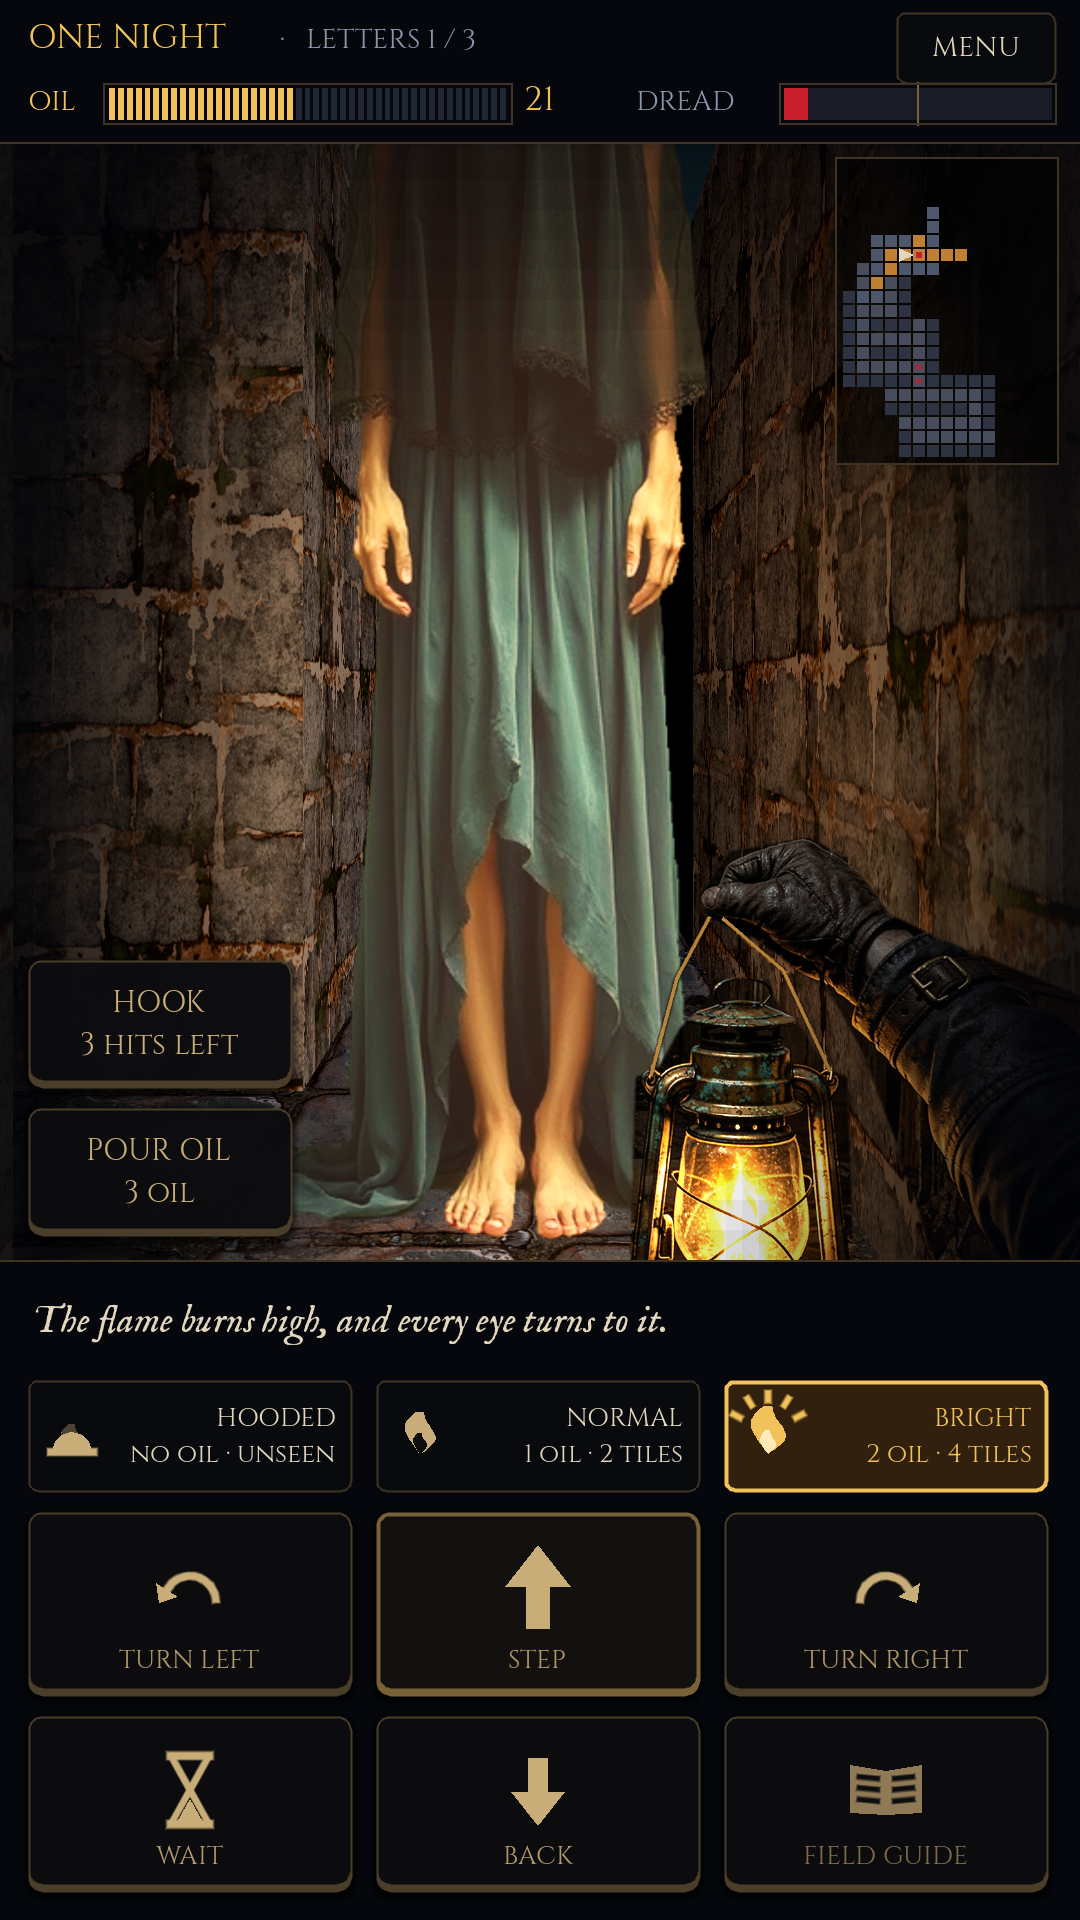 ONE NIGHT · LETTERS 1 / 3
MENU
OIL 21 DREAD
HOOK
3 HITS LEFT
POUR OIL
3 OIL
The flame burns high, and every eye turns to it.
HOODED
NO OIL · UNSEEN
NORMAL
1 OIL · 2 TILES
BRIGHT
2 OIL · 4 TILES
TURN LEFT
STEP
TURN RIGHT
WAIT
BACK
FIELD GUIDE